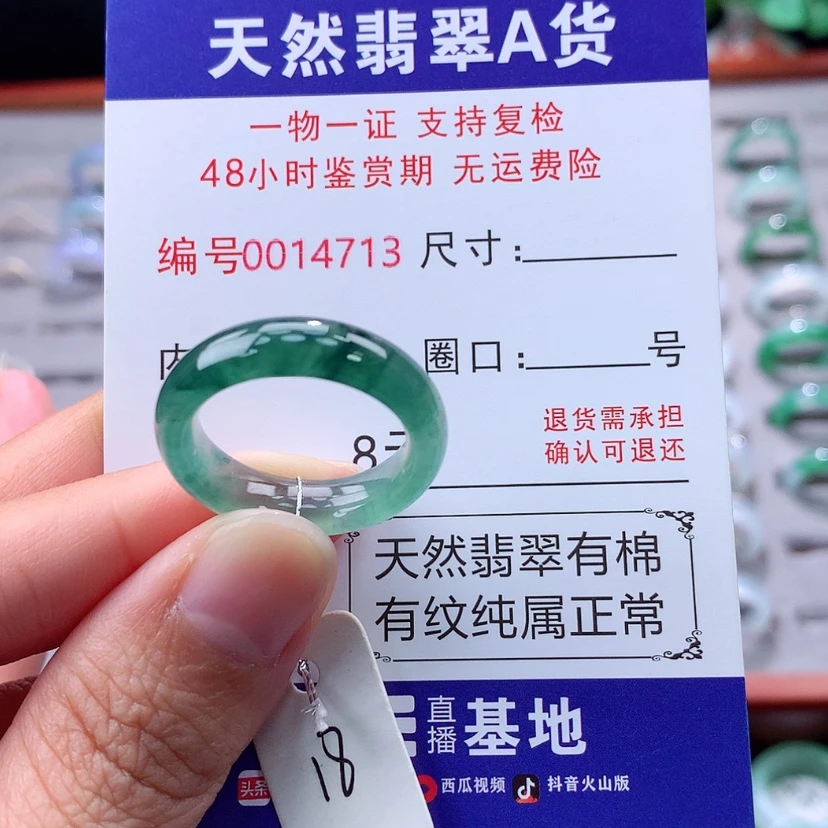 天然翡翠A货
一物一证 支持复检
48小时鉴赏期 无运费险
编号0014713 尺寸:
圈口: 号
退货需承担
8
确认可退还
天然翡翠有棉
有纹纯属正常
直播基地
头条 西瓜视频 抖音火山版
18